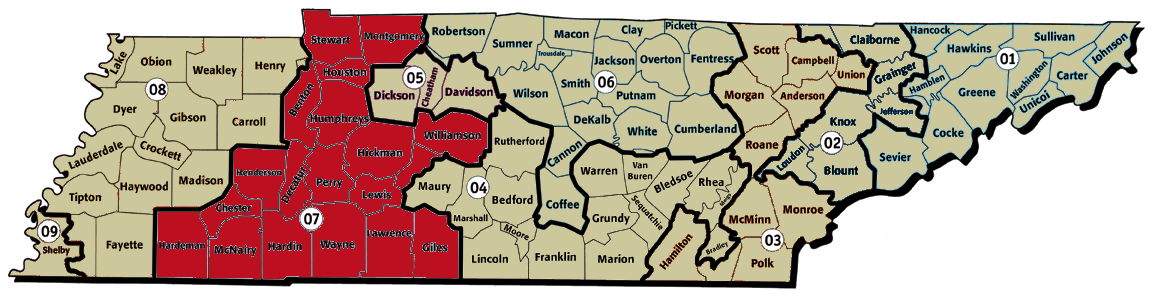 Lake
Obion
Weakley
Henry
08
Dyer
Gibson
Carroll
Lauderdale
Crockett
Tipton
Haywood
Madison
09
Shelby
Fayette
Stewart
Montgomery
Houston
Benton
Humphreys
Hickman
Williamson
Henderson
Decatur
Perry
Lewis
Chester
07
Hardeman
McNairy
Hardin
Wayne
Lawrence
Giles
05
Dickson
Cheatham
Davidson
Robertson
Sumner
Trousdale
Macon
Clay
Pickett
Jackson
Overton
Fentress
Wilson
Smith
06
Putnam
DeKalb
White
Cumberland
Cannon
Coffee
Rutherford
Maury
04
Bedford
Marshall
Moore
Lincoln
Franklin
Marion
Grundy
Warren
Van
Buren
Bledsoe
Sequatchie
Rhea
Meigs
Scott
Campbell
Morgan
Anderson
Roane
Union
Claiborne
Grainger
Hancock
Hawkins
Hamblen
Jefferson
Knox
02
Loudon
Blount
Sevier
01
Sullivan
Johnson
Washington
Carter
Greene
Unicoi
Cocke
McMinn
Monroe
03
Polk
Bradley
Hamilton